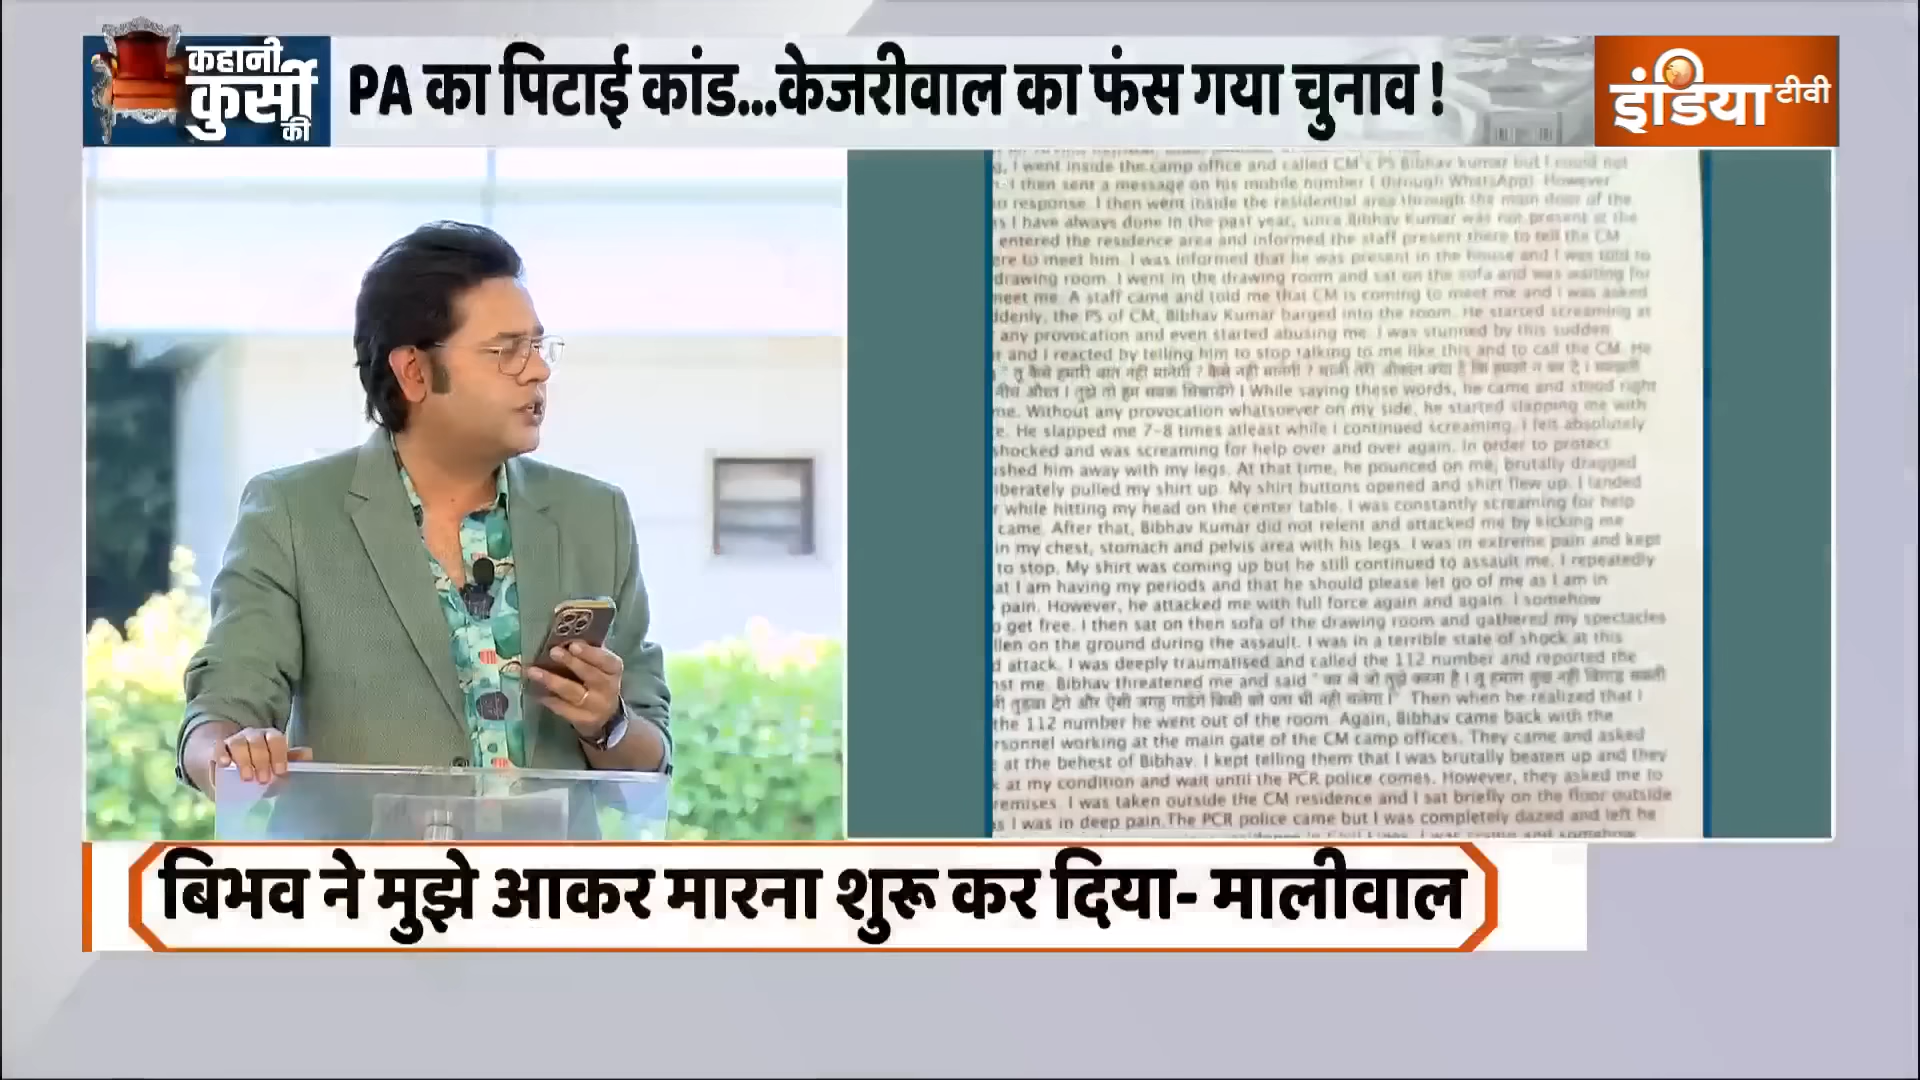 कहानी
कुर्सी
की
PA का पिटाई कांड...केजरीवाल का फंस गया चुनाव !
इंडिया टीवी
I went inside the camp office and called CM's PS Bibhav kumar but I could not
I then sent a message on his mobile number ( through WhatsApp). However
response. I then went inside the residential area through the main door of the
I have always done in the past year, since Bibhav Kumar was not present at the
entered the residence area and informed the staff present there to tell the CM
to meet him. I was informed that he was present in the house and I was told to
drawing room. I went in the drawing room and sat on the sofa and was waiting for
meet me. A staff came and told me that CM is coming to meet me and I was asked
ddenly, the PS of CM, Bibhav Kumar barged into the room. He started screaming at
any provocation and even started abusing me. I was stunned by this sudden
and I reacted by telling him to stop talking to me like this and to call the CM. He
" तू कैसे हमारी बात नहीं मानेगी ? कैसे नहीं मानेगी ?
नीच औरत । तुझे तो हम सबक सिखाएंगे । While saying these words, he came and stood right
me. Without any provocation whatsoever on my side, he started slapping me with
e. He slapped me 7-8 times atleast while I continued screaming. I felt absolutely
shocked and was screaming for help over and over again. In order to protect
shed him away with my legs. At that time, he pounced on me, brutally dragged
iberately pulled my shirt up. My shirt buttons opened and shirt flew up. I landed
while hitting my head on the center table. I was constantly screaming for help
came. After that, Bibhav Kumar did not relent and attacked me by kicking me
in my chest, stomach and pelvis area with his legs. I was in extreme pain and kept
to stop. My shirt was coming up but he still continued to assault me. I repeatedly
at I am having my periods and that he should please let go of me as I am in
pain. However, he attacked me with full force again and again. I somehow
get free. I then sat on then sofa of the drawing room and gathered my spectacles
llen on the ground during the assault. I was in a terrible state of shock at this
d attack. I was deeply traumatised and called the 112 number and reported the
nst me. Bibhav threatened me and said " कर ले जो तुझे करना है । तू हमारा कुछ नहीं बिगाड़ सकती
तुड़वा देंगे और ऐसी जगह गाड़ेंगे किसी को पता भी नहीं चलेगा ।" Then when he realized that I
the 112 number he went out of the room. Again, Bibhav came back with the
rsonnel working at the main gate of the CM camp offices. They came and asked
at the behest of Bibhav. I kept telling them that I was brutally beaten up and they
at my condition and wait until the PCR police comes. However, they asked me to
remises. I was taken outside the CM residence and I sat briefly on the floor outside
s I was in deep pain.The PCR police came but I was completely dazed and left he
बिभव ने मुझे आकर मारना शुरू कर दिया- मालीवाल